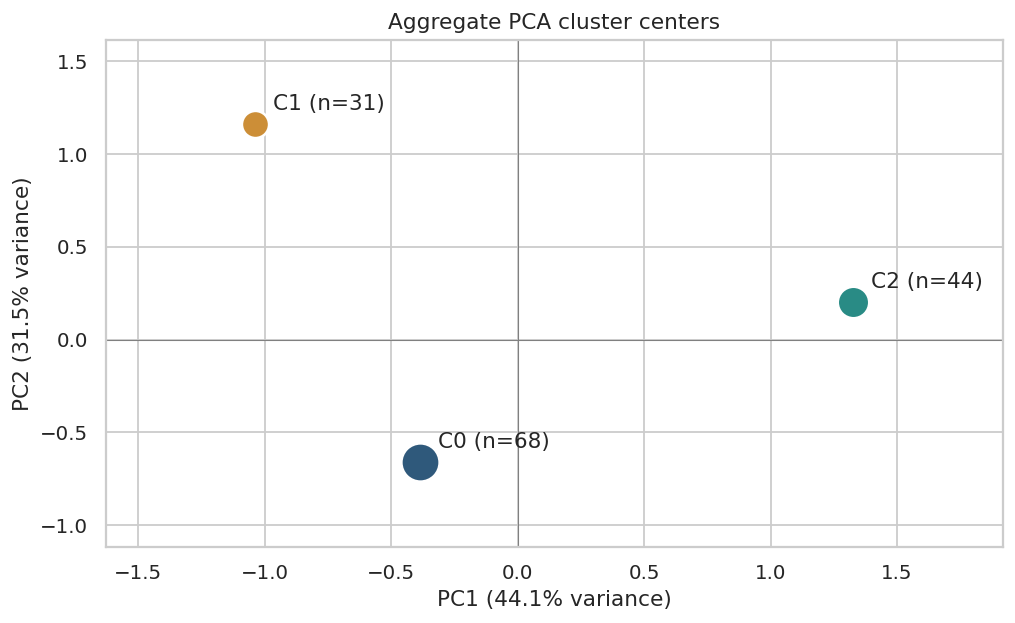 Aggregate PCA cluster centers
PC2 (31.5% variance)
1.5
1.0
0.5
0.0
−0.5
−1.0
C1 (n=31)
C2 (n=44)
C0 (n=68)
−1.5 −1.0 −0.5 0.0 0.5 1.0 1.5
PC1 (44.1% variance)